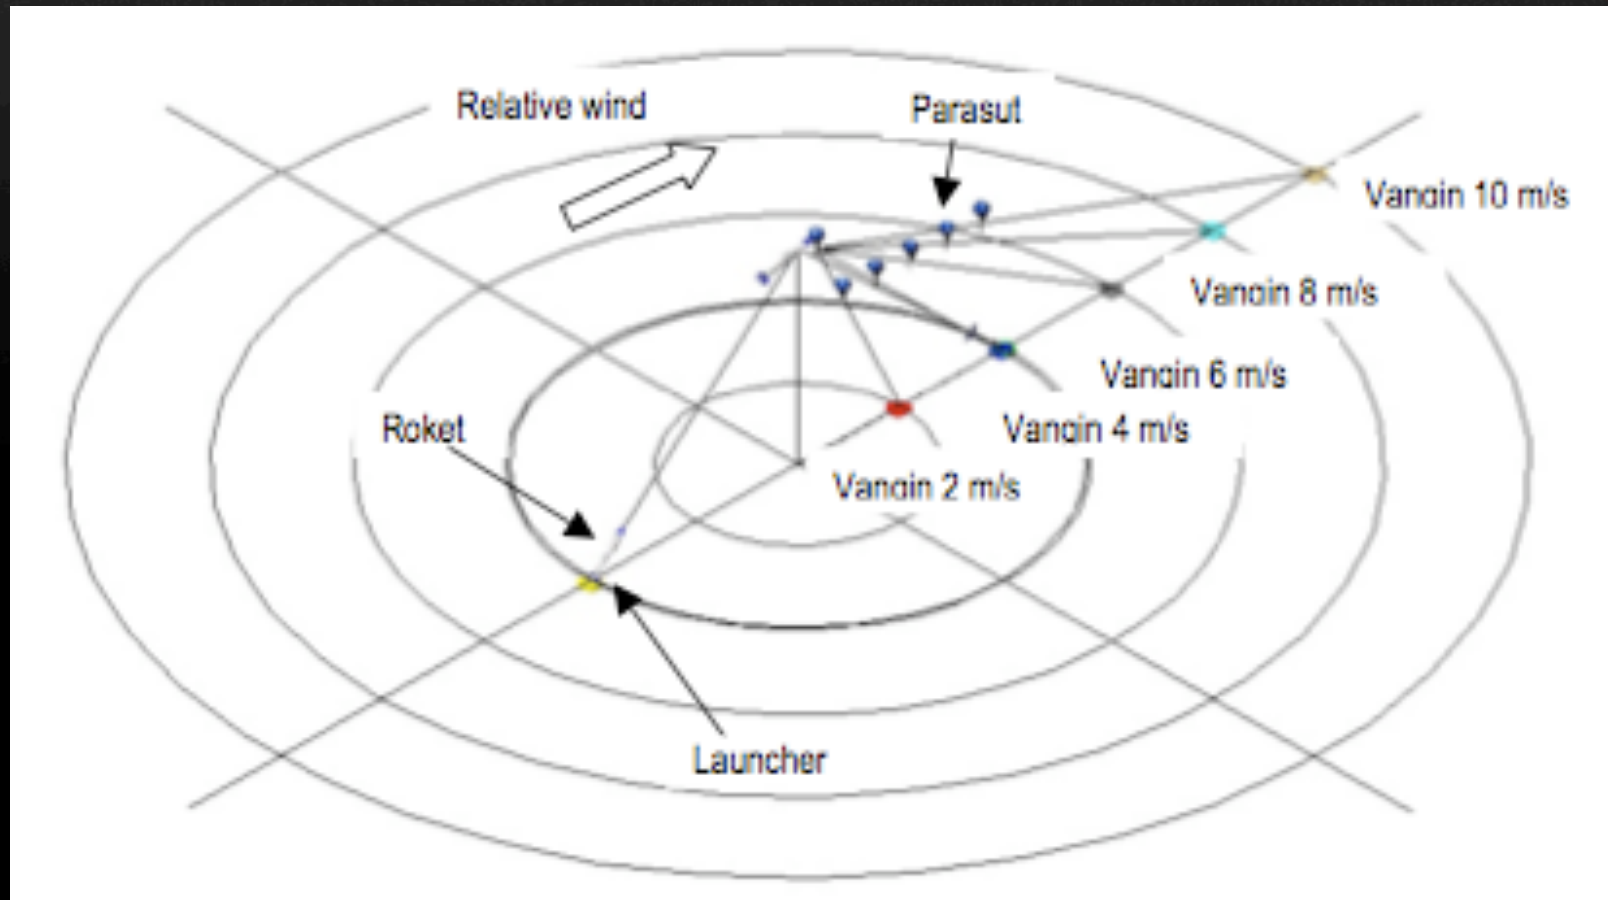 Relative wind
Parasut
Vangin 10 m/s
Vangin 8 m/s
Vangin 6 m/s
Roket
Vangin 4 m/s
Vangin 2 m/s
Launcher